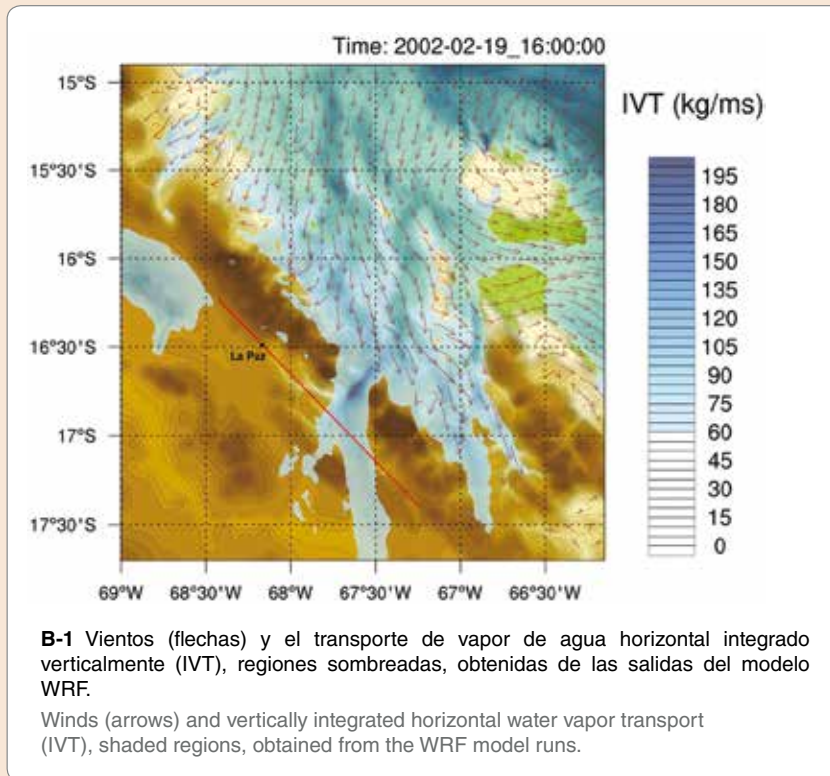 Time: 2002-02-19_16:00:00
IVT (kg/ms)
15°S
15°30'S
16°S
16°30'S
17°S
17°30'S
69°W
68°30'W
68°W
67°30'W
67°W
66°30'W
La Paz
195
180
165
150
135
120
105
90
75
60
45
30
15
0
B-1 Vientos (flechas) y el transporte de vapor de agua horizontal integrado
verticalmente (IVT), regiones sombreadas, obtenidas de las salidas del modelo
WRF.
Winds (arrows) and vertically integrated horizontal water vapor transport
(IVT), shaded regions, obtained from the WRF model runs.